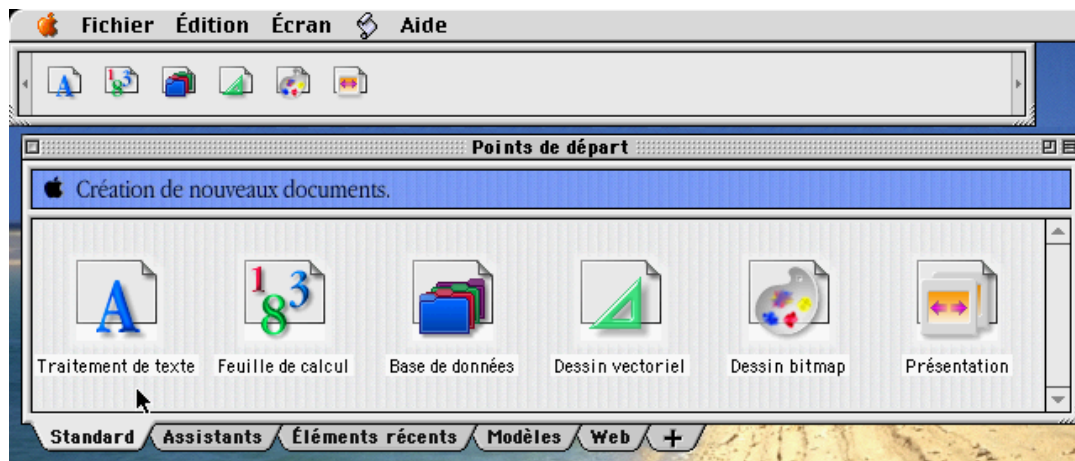 Fichier Édition Écran Aide
Points de départ
Création de nouveaux documents.
Traitement de texte Feuille de calcul Base de données Dessin vectoriel Dessin bitmap Présentation
Standard Assistants Éléments récents Modèles Web +